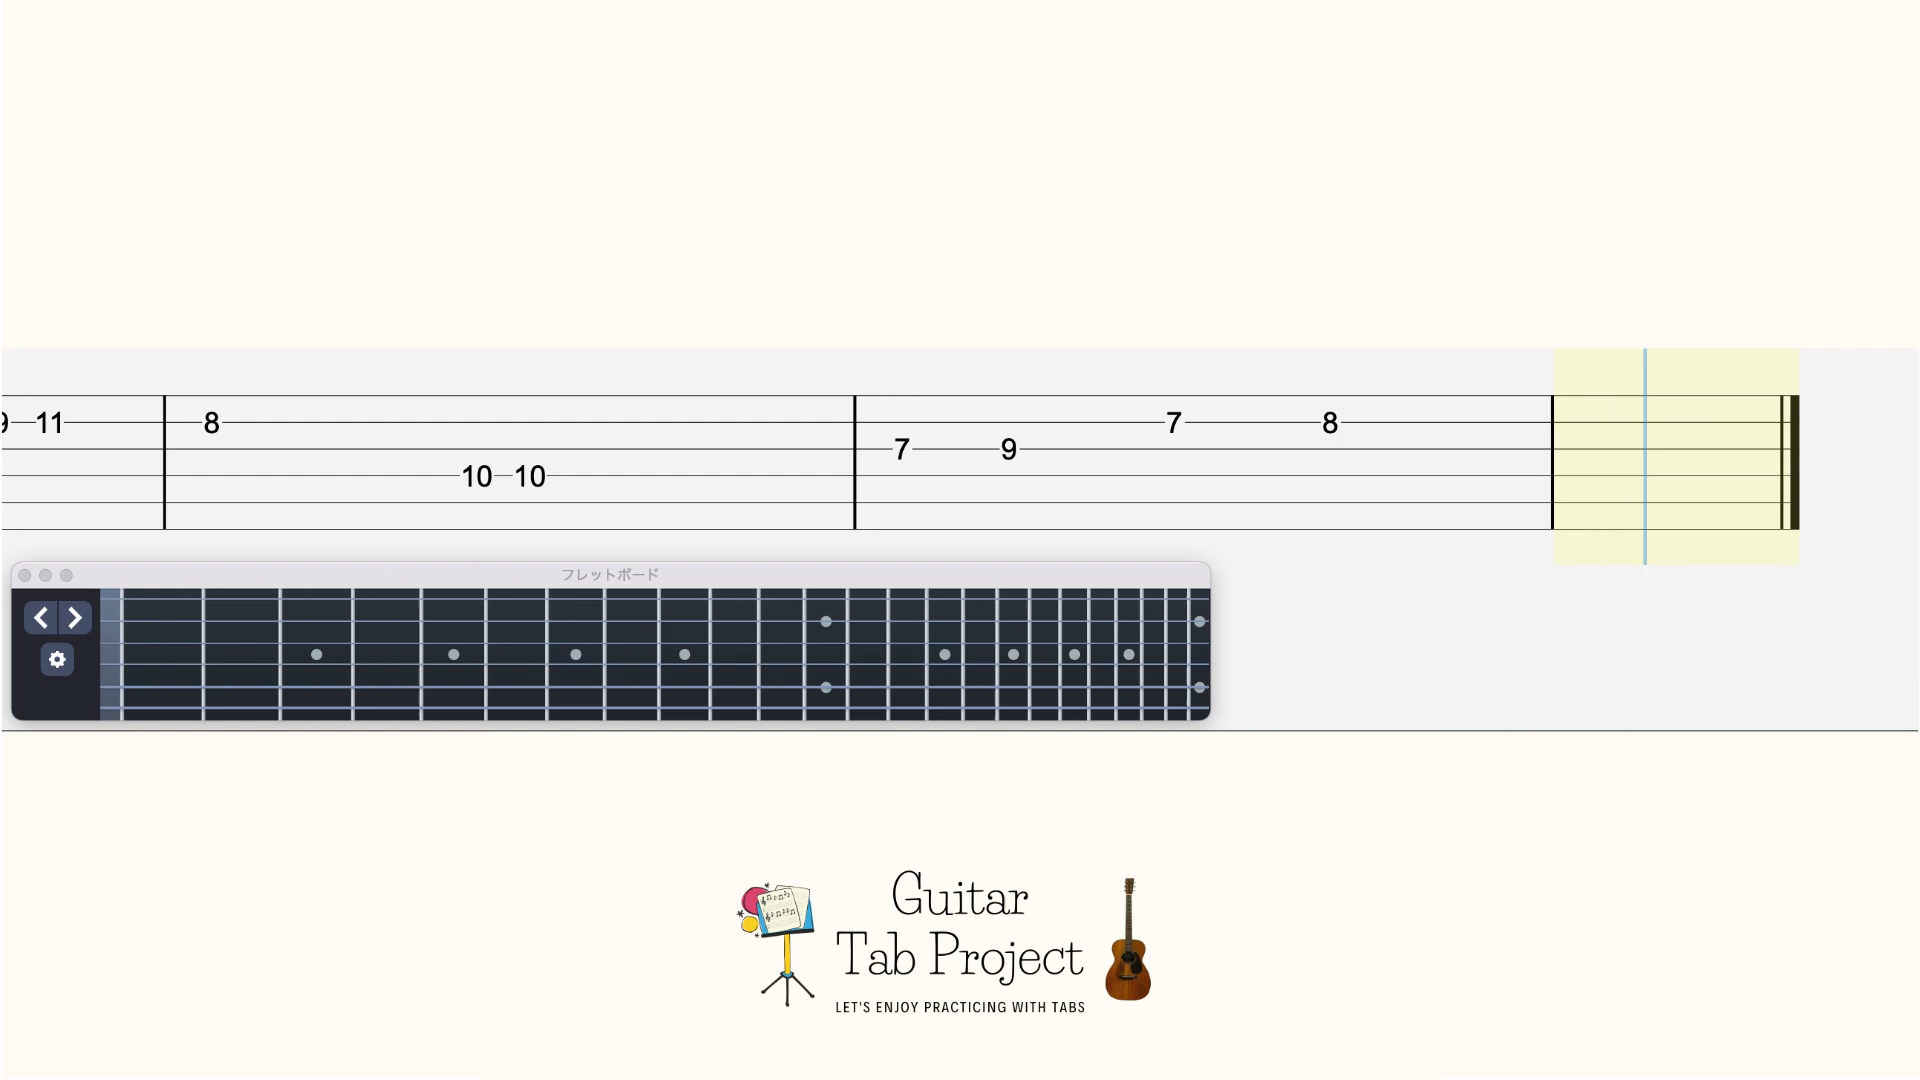 9 11 8 7 8
7 9
10 10
フレットボード
Guitar
Tab Project
LET'S ENJOY PRACTICING WITH TABS